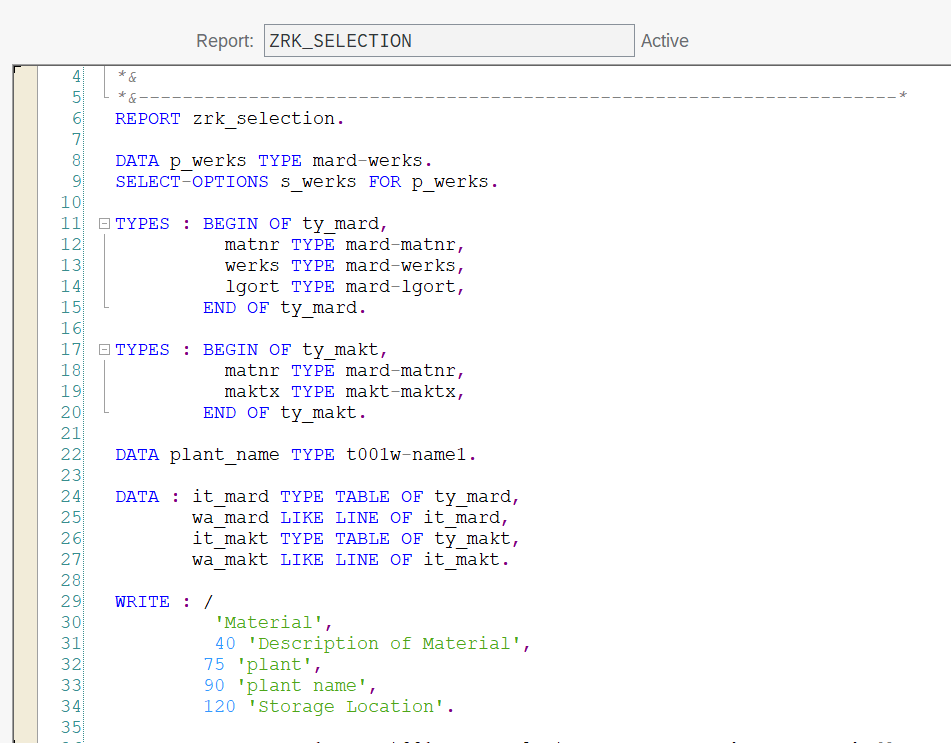 Report: ZRK_SELECTION Active
4 *&
5 *&---------------------------------------------------------------------*
6 REPORT zrk_selection.
7
8 DATA p_werks TYPE mard-werks.
9 SELECT-OPTIONS s_werks FOR p_werks.
10
11 TYPES : BEGIN OF ty_mard,
12 matnr TYPE mard-matnr,
13 werks TYPE mard-werks,
14 lgort TYPE mard-lgort,
15 END OF ty_mard.
16
17 TYPES : BEGIN OF ty_makt,
18 matnr TYPE mard-matnr,
19 maktx TYPE makt-maktx,
20 END OF ty_makt.
21
22 DATA plant_name TYPE t001w-name1.
23
24 DATA : it_mard TYPE TABLE OF ty_mard,
25 wa_mard LIKE LINE OF it_mard,
26 it_makt TYPE TABLE OF ty_makt,
27 wa_makt LIKE LINE OF it_makt.
28
29 WRITE : /
30 'Material',
31 40 'Description of Material',
32 75 'plant',
33 90 'plant name',
34 120 'Storage Location'.
35